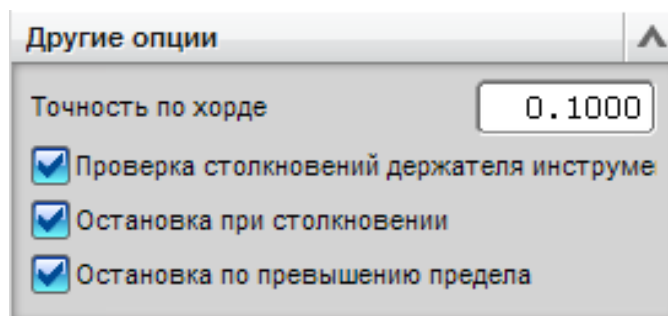 Другие опции
Точность по хорде 0.1000
Проверка столкновений держателя инструме
Остановка при столкновении
Остановка по превышению предела